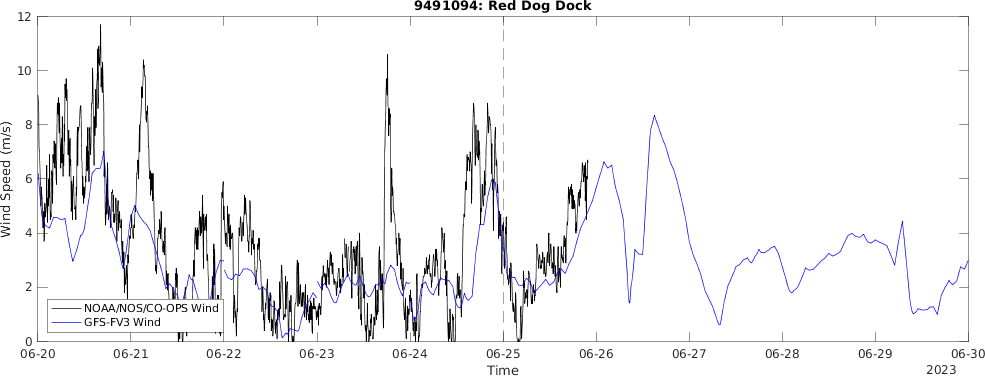 9491094: Red Dog Dock
Wind Speed (m/s)
12
10
8
6
4
2
0
NOAA/NOS/CO-OPS Wind
GFS-FV3 Wind
06-20 06-21 06-22 06-23 06-24 06-25 06-26 06-27 06-28 06-29 06-30
Time
2023